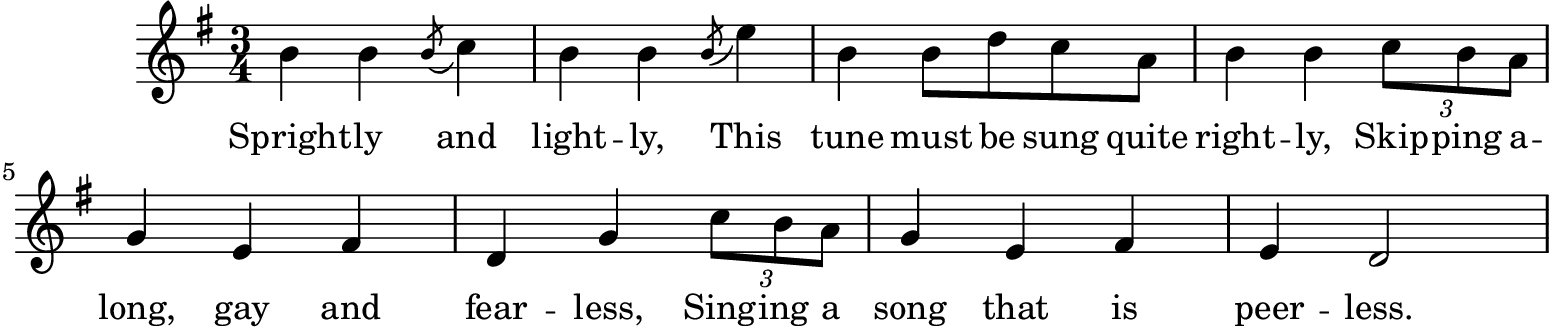 3
4
Sprightly and light -- ly, This tune must be sung quite right -- ly, Skipping a --
3
5
long, gay and fear -- less, Singing a song that is peer -- less.
3